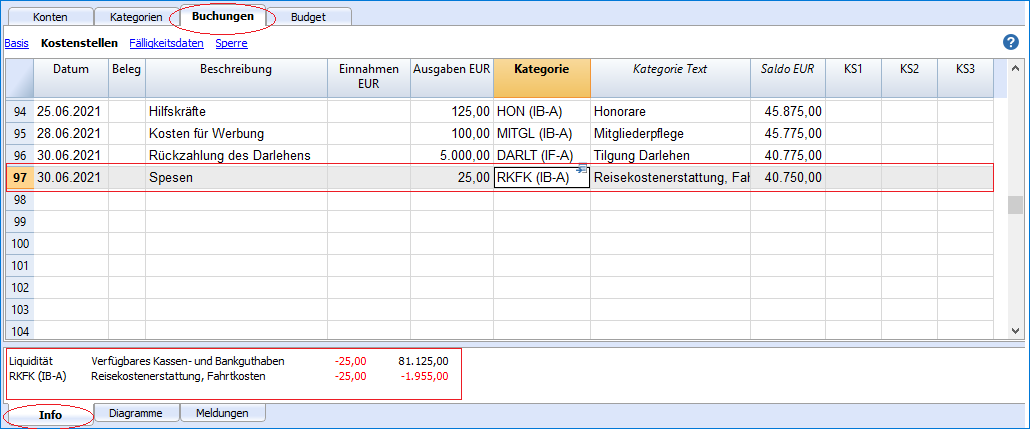 Konten Kategorien Buchungen Budget
Basis Kostenstellen Fälligkeitsdaten Sperre ?
Datum Beleg Beschreibung Einnahmen EUR Ausgaben EUR Kategorie Kategorie Text Saldo EUR KS1 KS2 KS3
94 25.06.2021 Hilfskräfte 125,00 HON (IB-A) Honorare 45.875,00
95 28.06.2021 Kosten für Werbung 100,00 MITGL (IB-A) Mitgliederpflege 45.775,00
96 30.06.2021 Rückzahlung des Darlehens 5.000,00 DARLT (IF-A) Tilgung Darlehen 40.775,00
97 30.06.2021 Spesen 25,00 RKFK (IB-A) Reisekostenerstattung, Fah 40.750,00
98
99
100
101
102
103
104
Liquidität Verfügbares Kassen- und Bankguthaben -25,00 81.125,00
RKFK (IB-A) Reisekostenerstattung, Fahrtkosten -25,00 -1.955,00
Info Diagramme Meldungen